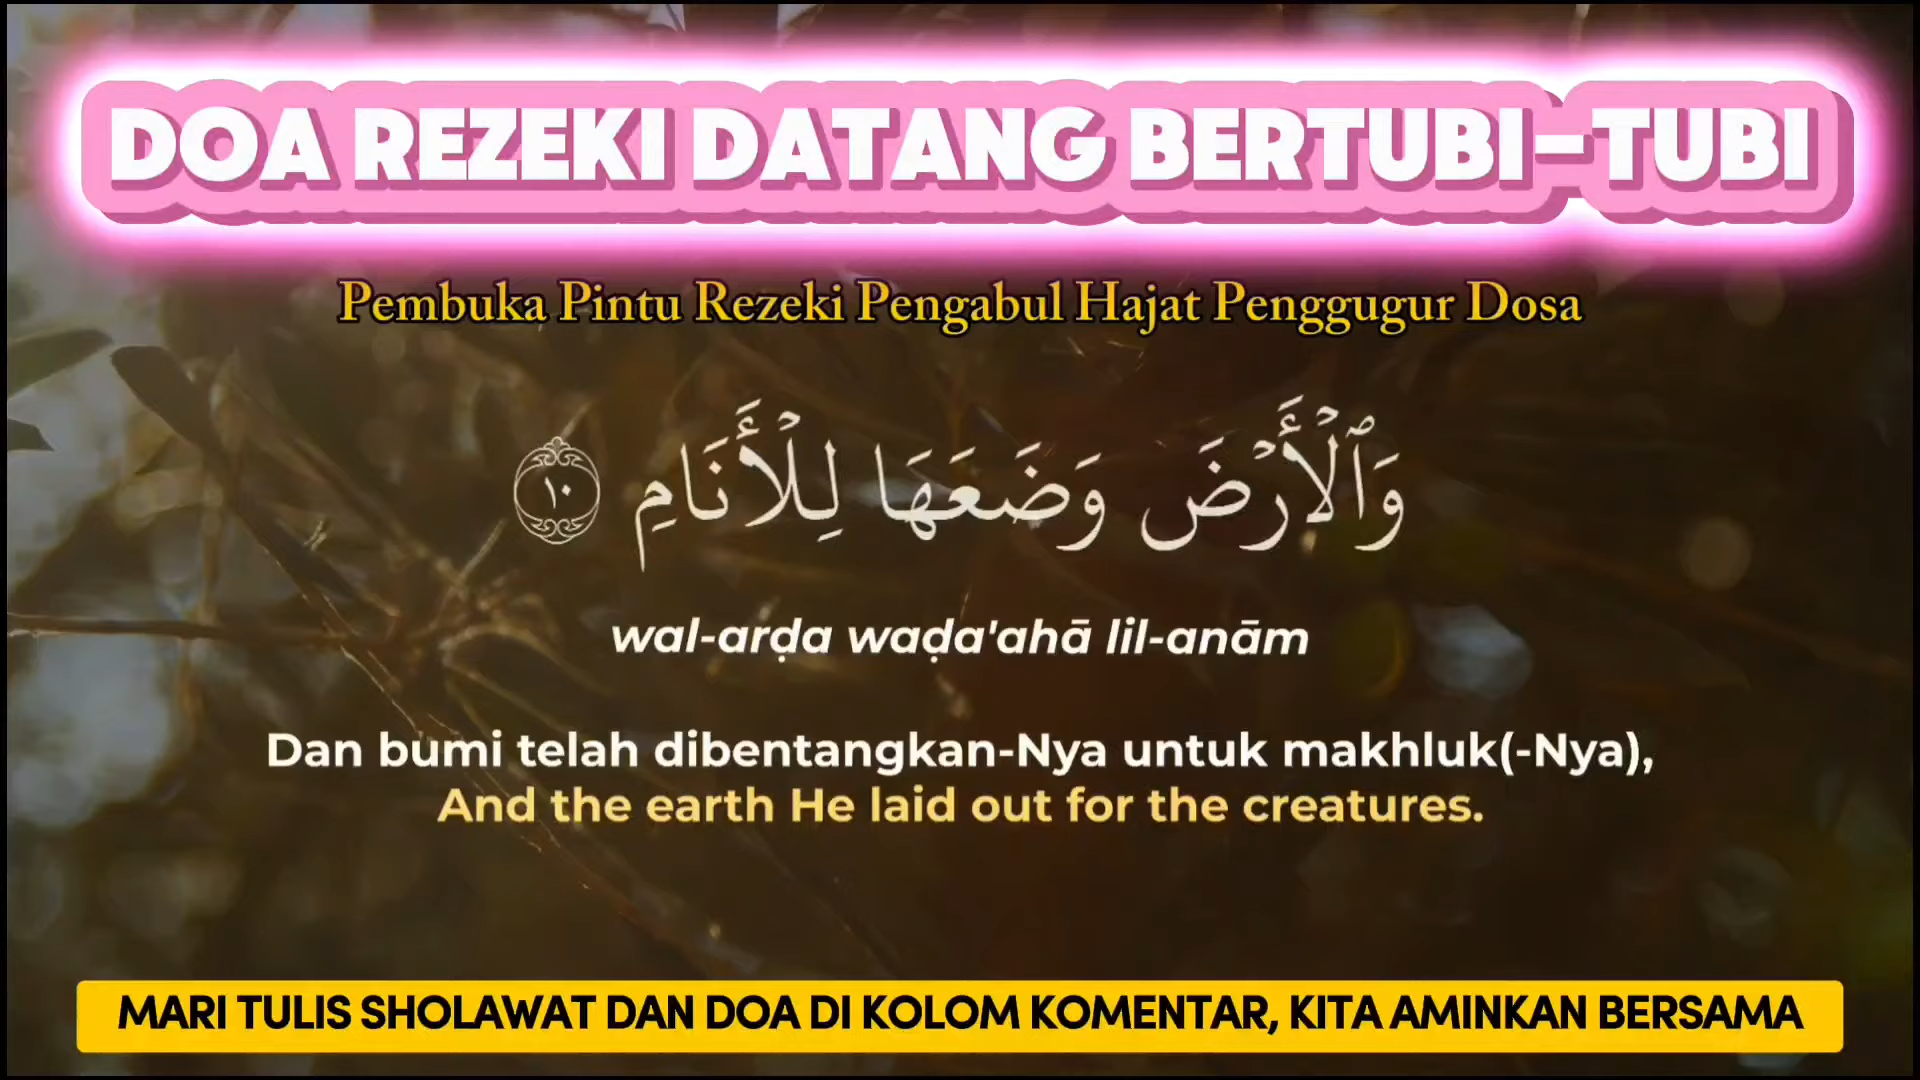 DOA REZEKI DATANG BERTUBI-TUBI
Pembuka Pintu Rezeki Pengabul Hajat Penggugur Dosa
وَٱلْأَرْضَ وَضَعَهَا لِلْأَنَامِ ١٠
wal-arḍa waḍa'ahā lil-anām
Dan bumi telah dibentangkan-Nya untuk makhluk(-Nya),
And the earth He laid out for the creatures.
MARI TULIS SHOLAWAT DAN DOA DI KOLOM KOMENTAR, KITA AMINKAN BERSAMA